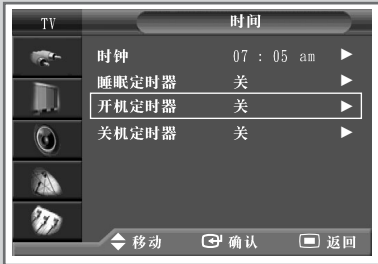 TV 时间
时钟 07 : 05 am
睡眠定时器 关
开机定时器 关
关机定时器 关
移动 确认 返回